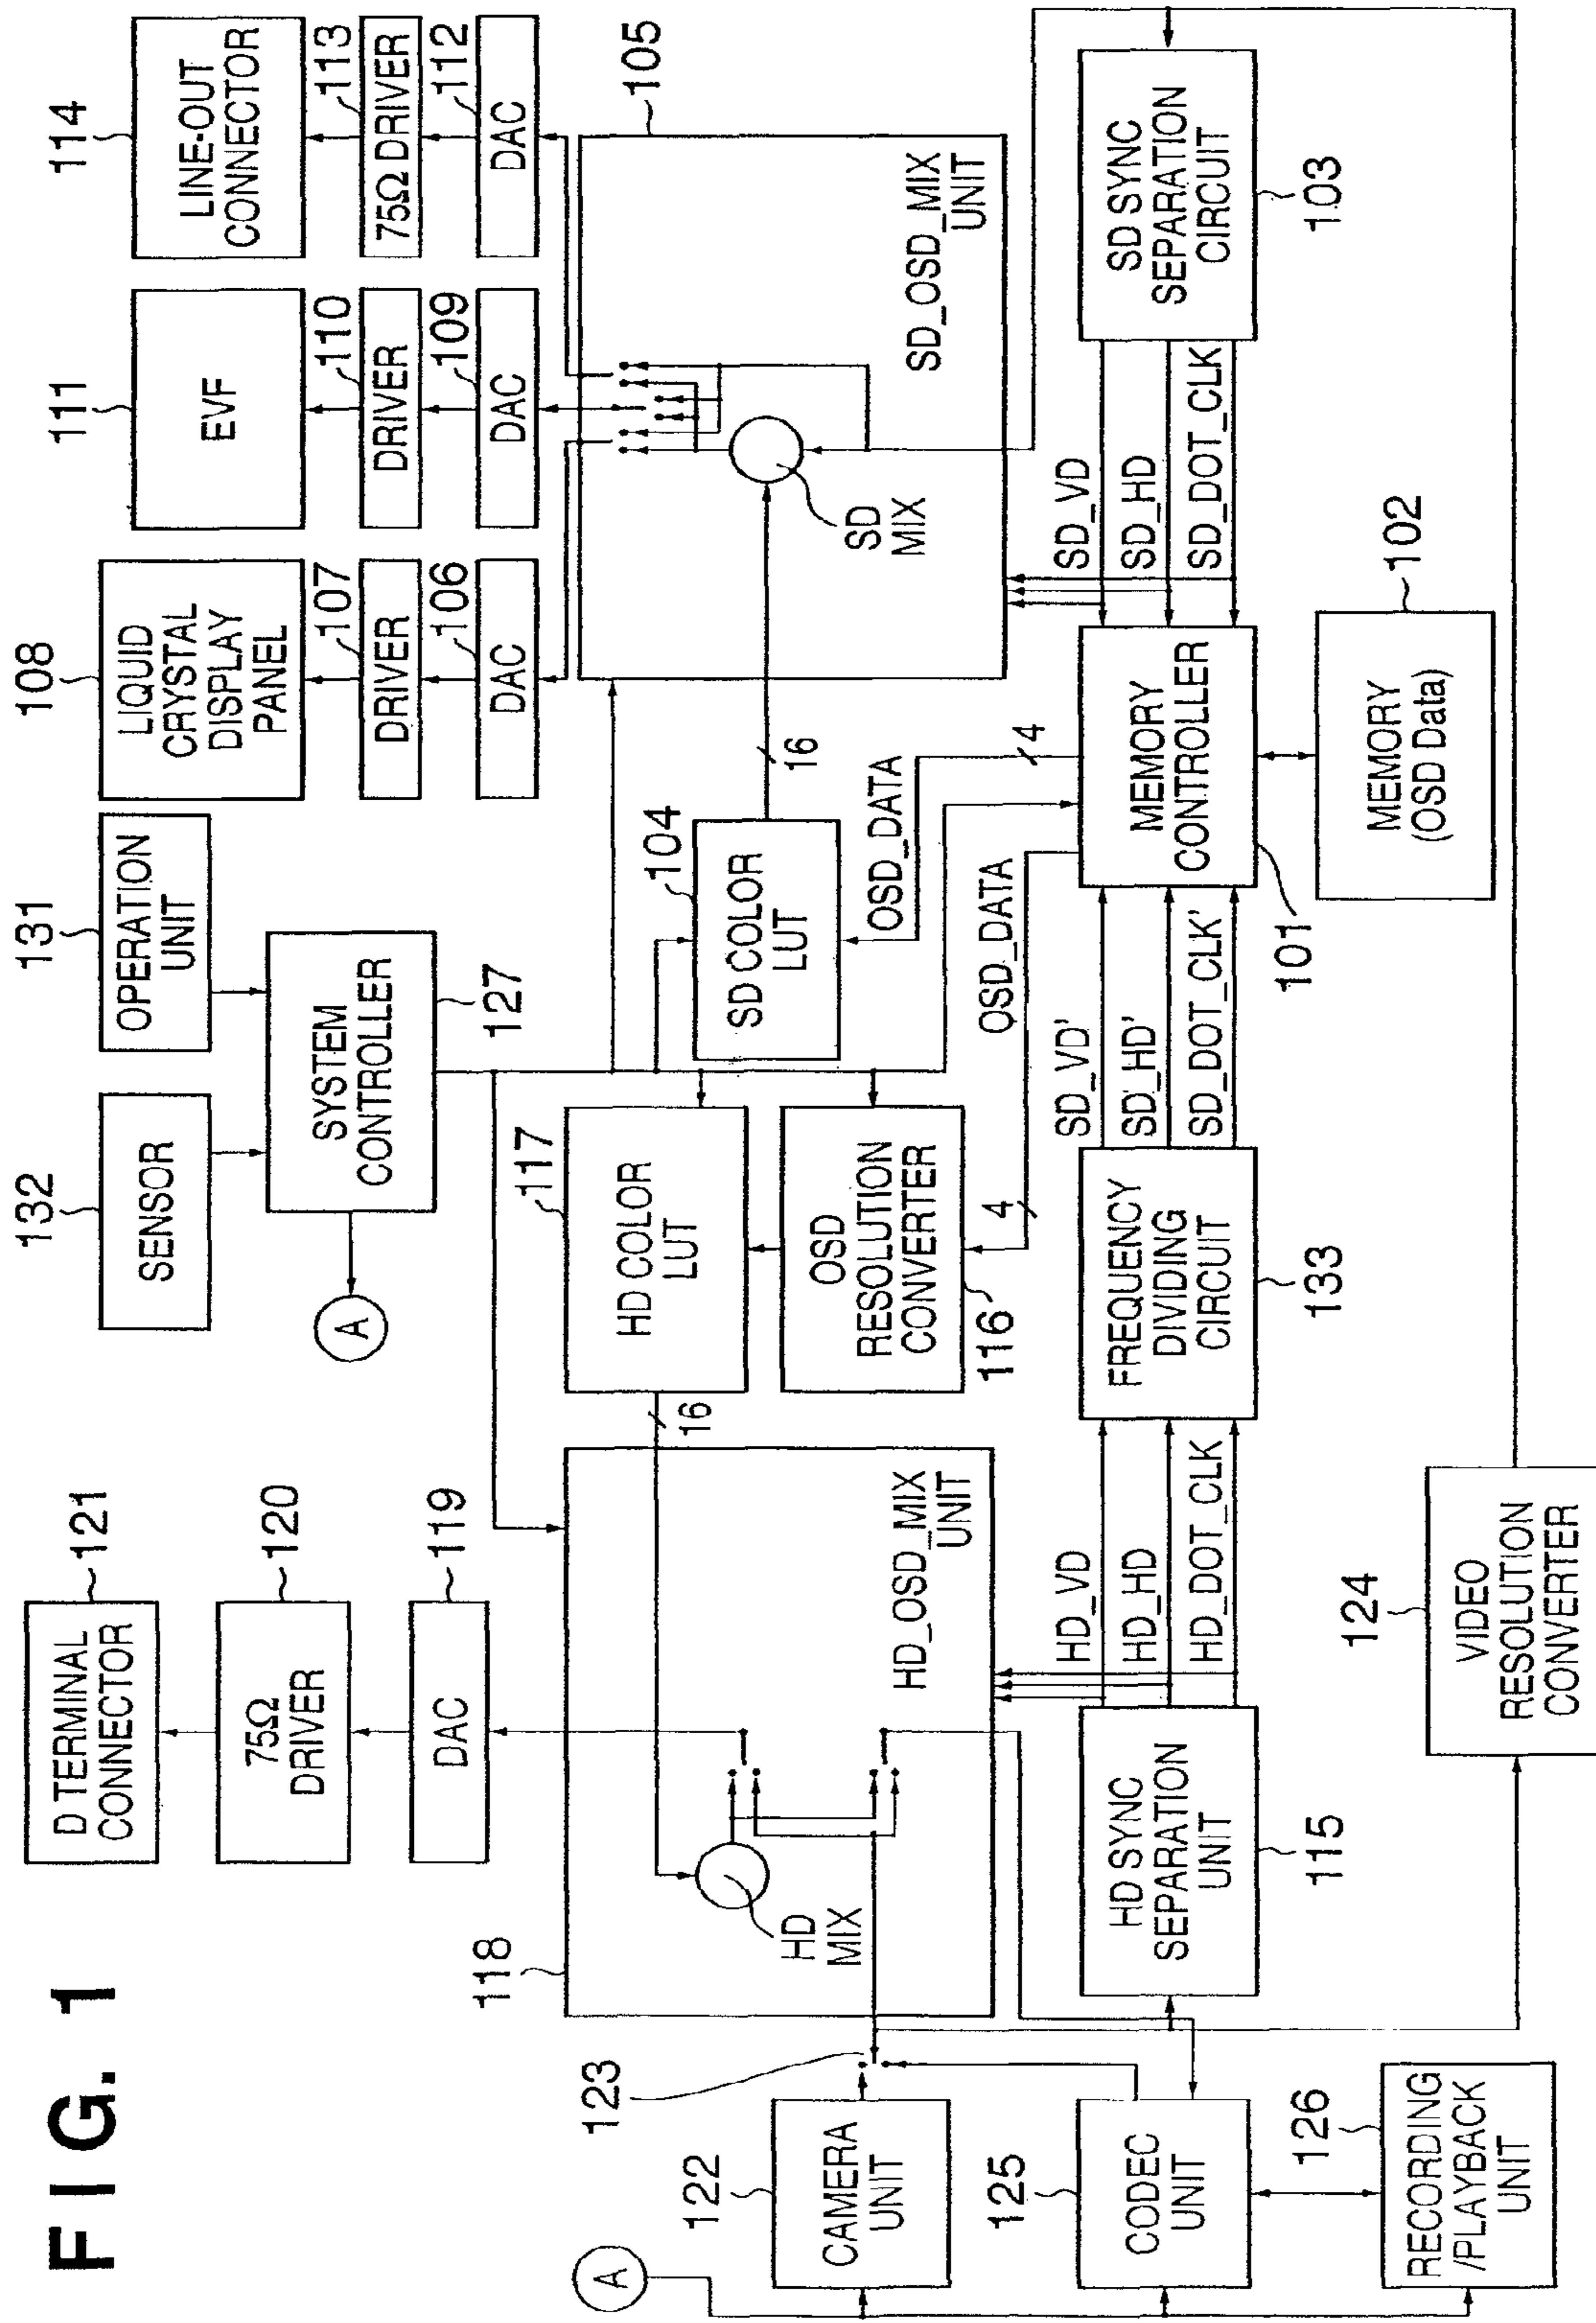 FIG. 1
132
SENSOR
131
OPERATION
UNIT
108
LIQUID
CRYSTAL
DISPLAY
PANEL
111
EVF
114
LINE-OUT
CONNECTOR
D TERMINAL
CONNECTOR
121
75Ω
DRIVER
120
DAC
119
A
SYSTEM
CONTROLLER
127
DRIVER
107
DRIVER
110
75Ω DRIVER
113
DAC
106
DAC
109
DAC
112
118
HD
MIX
HD_OSD_MIX
UNIT
16
HD COLOR
LUT
117
OSD
RESOLUTION
CONVERTER
116
4
SD COLOR
LUT
104
16
OSD_DATA
4
OSD_DATA
SD
MIX
SD_OSD_MIX
UNIT
105
A
122
CAMERA
UNIT
123
125
CODEC
UNIT
126
RECORDING
/PLAYBACK
UNIT
HD SYNC
SEPARATION
UNIT
115
HD_VD
HD_HD
HD_DOT_CLK
FREQUENCY
DIVIDING
CIRCUIT
133
SD_VD'
SD'_HD'
SD_DOT_CLK'
MEMORY
CONTROLLER
101
MEMORY
(OSD Data)
102
SD_VD
SD_HD
SD_DOT_CLK
SD SYNC
SEPARATION
CIRCUIT
103
124
VIDEO
RESOLUTION
CONVERTER